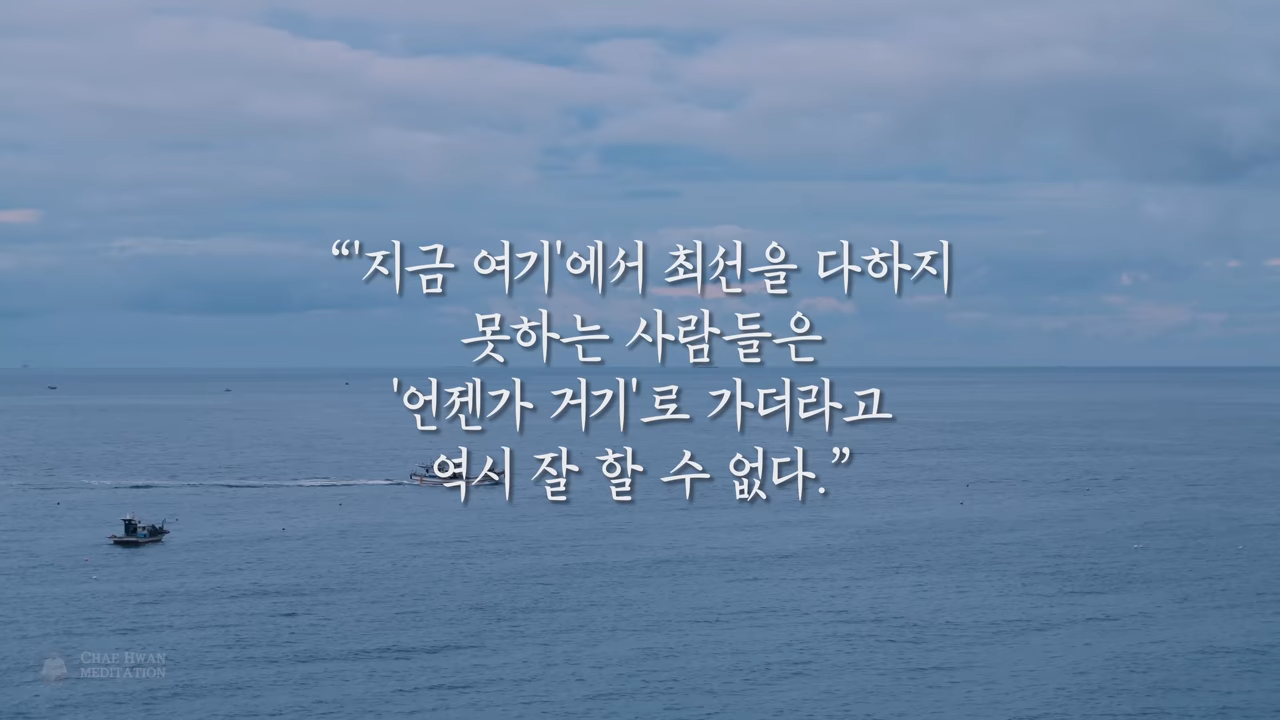 “'지금 여기'에서 최선을 다하지
못하는 사람들은
'언젠가 거기'로 가더라고
역시 잘 할 수 없다.”
CHAE HWAN
MEDITATION